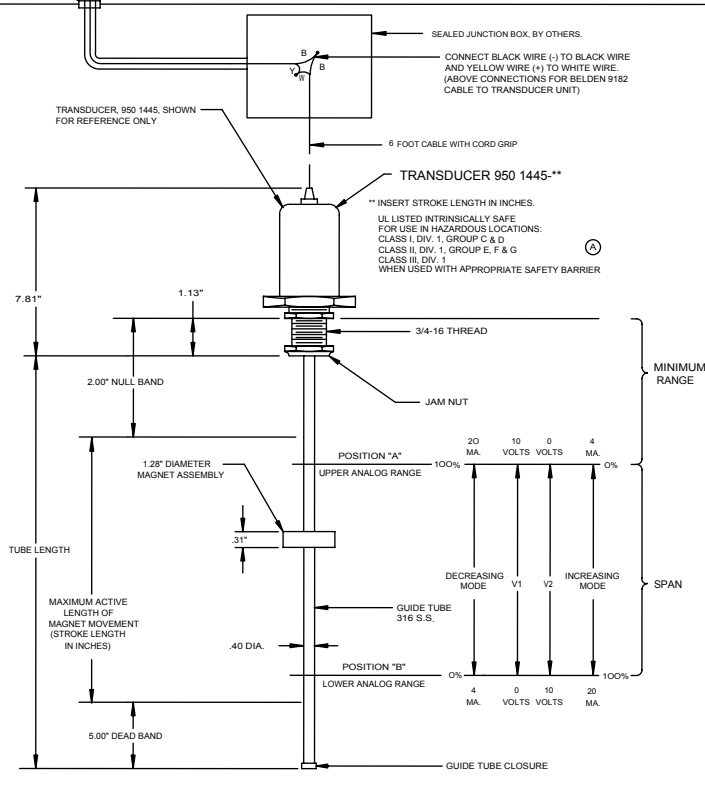 SEALED JUNCTION BOX, BY OTHERS.
B
Y
B
W
CONNECT BLACK WIRE (-) TO BLACK WIRE
AND YELLOW WIRE (+) TO WHITE WIRE.
(ABOVE CONNECTIONS FOR BELDEN 9182
CABLE TO TRANSDUCER UNIT)
TRANSDUCER, 950 1445, SHOWN
FOR REFERENCE ONLY
6 FOOT CABLE WITH CORD GRIP
TRANSDUCER 950 1445-**
** INSERT STROKE LENGTH IN INCHES.
UL LISTED INTRINSICALLY SAFE
FOR USE IN HAZARDOUS LOCATIONS:
CLASS I, DIV. 1, GROUP C & D
CLASS II, DIV. 1, GROUP E, F & G
CLASS III, DIV. 1
WHEN USED WITH APPROPRIATE SAFETY BARRIER
A
7.81"
1.13"
3/4-16 THREAD
2.00" NULL BAND
JAM NUT
MINIMUM
RANGE
20
MA.
10
VOLTS
0
VOLTS
4
MA.
POSITION "A"
UPPER ANALOG RANGE
100%
0%
1.28" DIAMETER
MAGNET ASSEMBLY
.31"
TUBE LENGTH
MAXIMUM ACTIVE
LENGTH OF
MAGNET MOVEMENT
(STROKE LENGTH
IN INCHES)
DECREASING
MODE
V1
V2
INCREASING
MODE
SPAN
GUIDE TUBE
316 S.S.
.40 DIA.
POSITION "B"
LOWER ANALOG RANGE
0%
100%
4
MA.
0
VOLTS
10
VOLTS
20
MA.
5.00" DEAD BAND
GUIDE TUBE CLOSURE